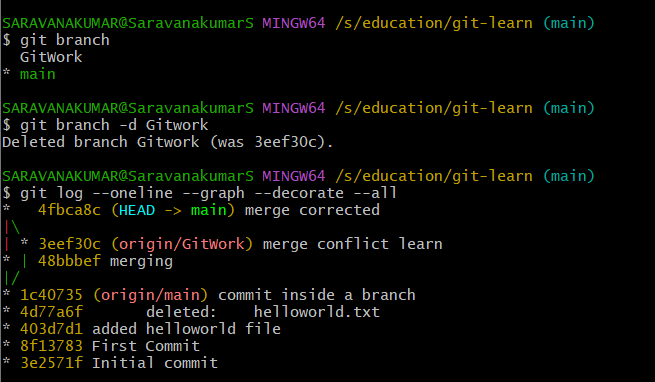 SARAVANAKUMAR@SaravanakumarS MINGW64 /s/education/git-learn (main)
$ git branch
  GitWork
* main

SARAVANAKUMAR@SaravanakumarS MINGW64 /s/education/git-learn (main)
$ git branch -d Gitwork
Deleted branch Gitwork (was 3eef30c).

SARAVANAKUMAR@SaravanakumarS MINGW64 /s/education/git-learn (main)
$ git log --oneline --graph --decorate --all
*   4fbca8c (HEAD -> main) merge corrected
|\
| * 3eef30c (origin/GitWork) merge conflict learn
* | 48bbbef merging
|/
* 1c40735 (origin/main) commit inside a branch
* 4d77a6f       deleted:    helloworld.txt
* 403d7d1 added helloworld file
* 8f13783 First Commit
* 3e2571f Initial commit